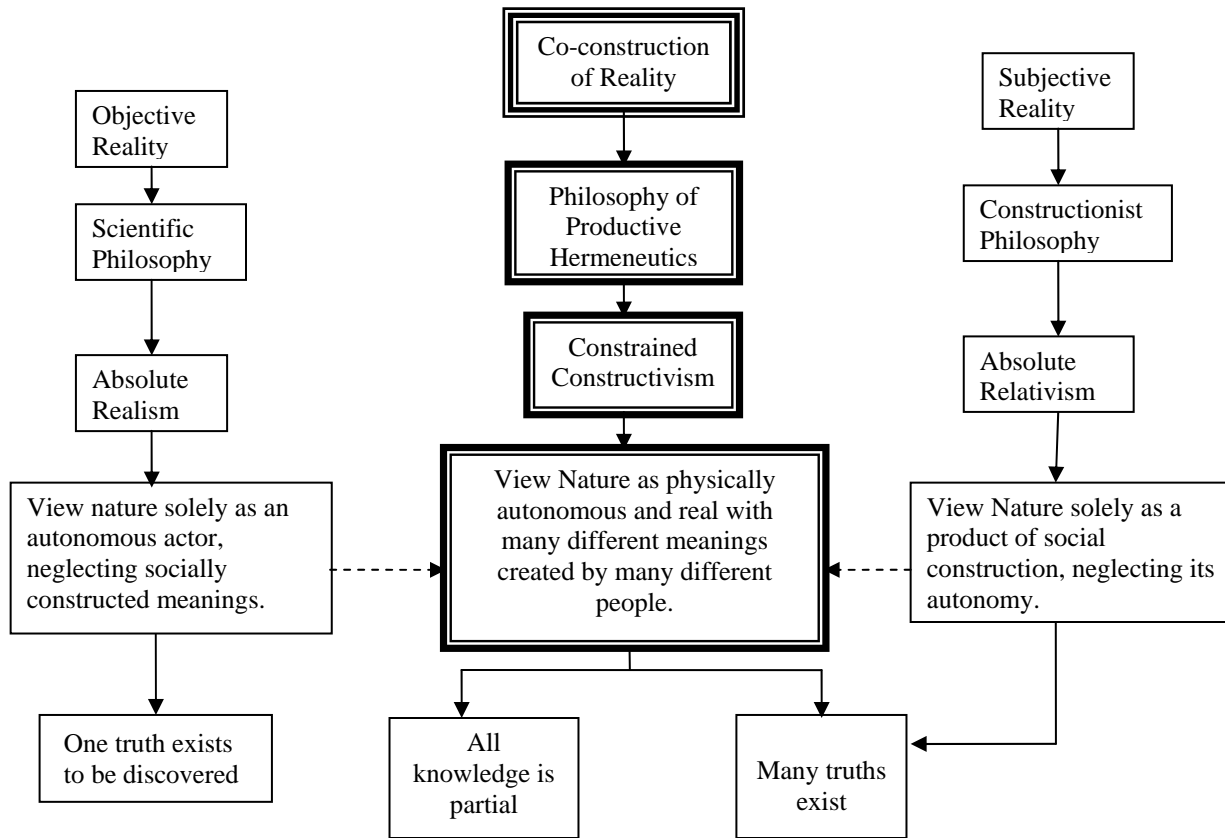 Objective
Reality
Scientific
Philosophy
Absolute
Realism
View nature solely as an
autonomous actor,
neglecting socially
constructed meanings.
One truth exists
to be discovered
Co-construction
of Reality
Philosophy of
Productive
Hermeneutics
Constrained
Constructivism
View Nature as physically
autonomous and real with
many different meanings
created by many different
people.
All
knowledge is
partial
Many truths
exist
Subjective
Reality
Constructionist
Philosophy
Absolute
Relativism
View Nature solely as a
product of social
construction, neglecting its
autonomy.